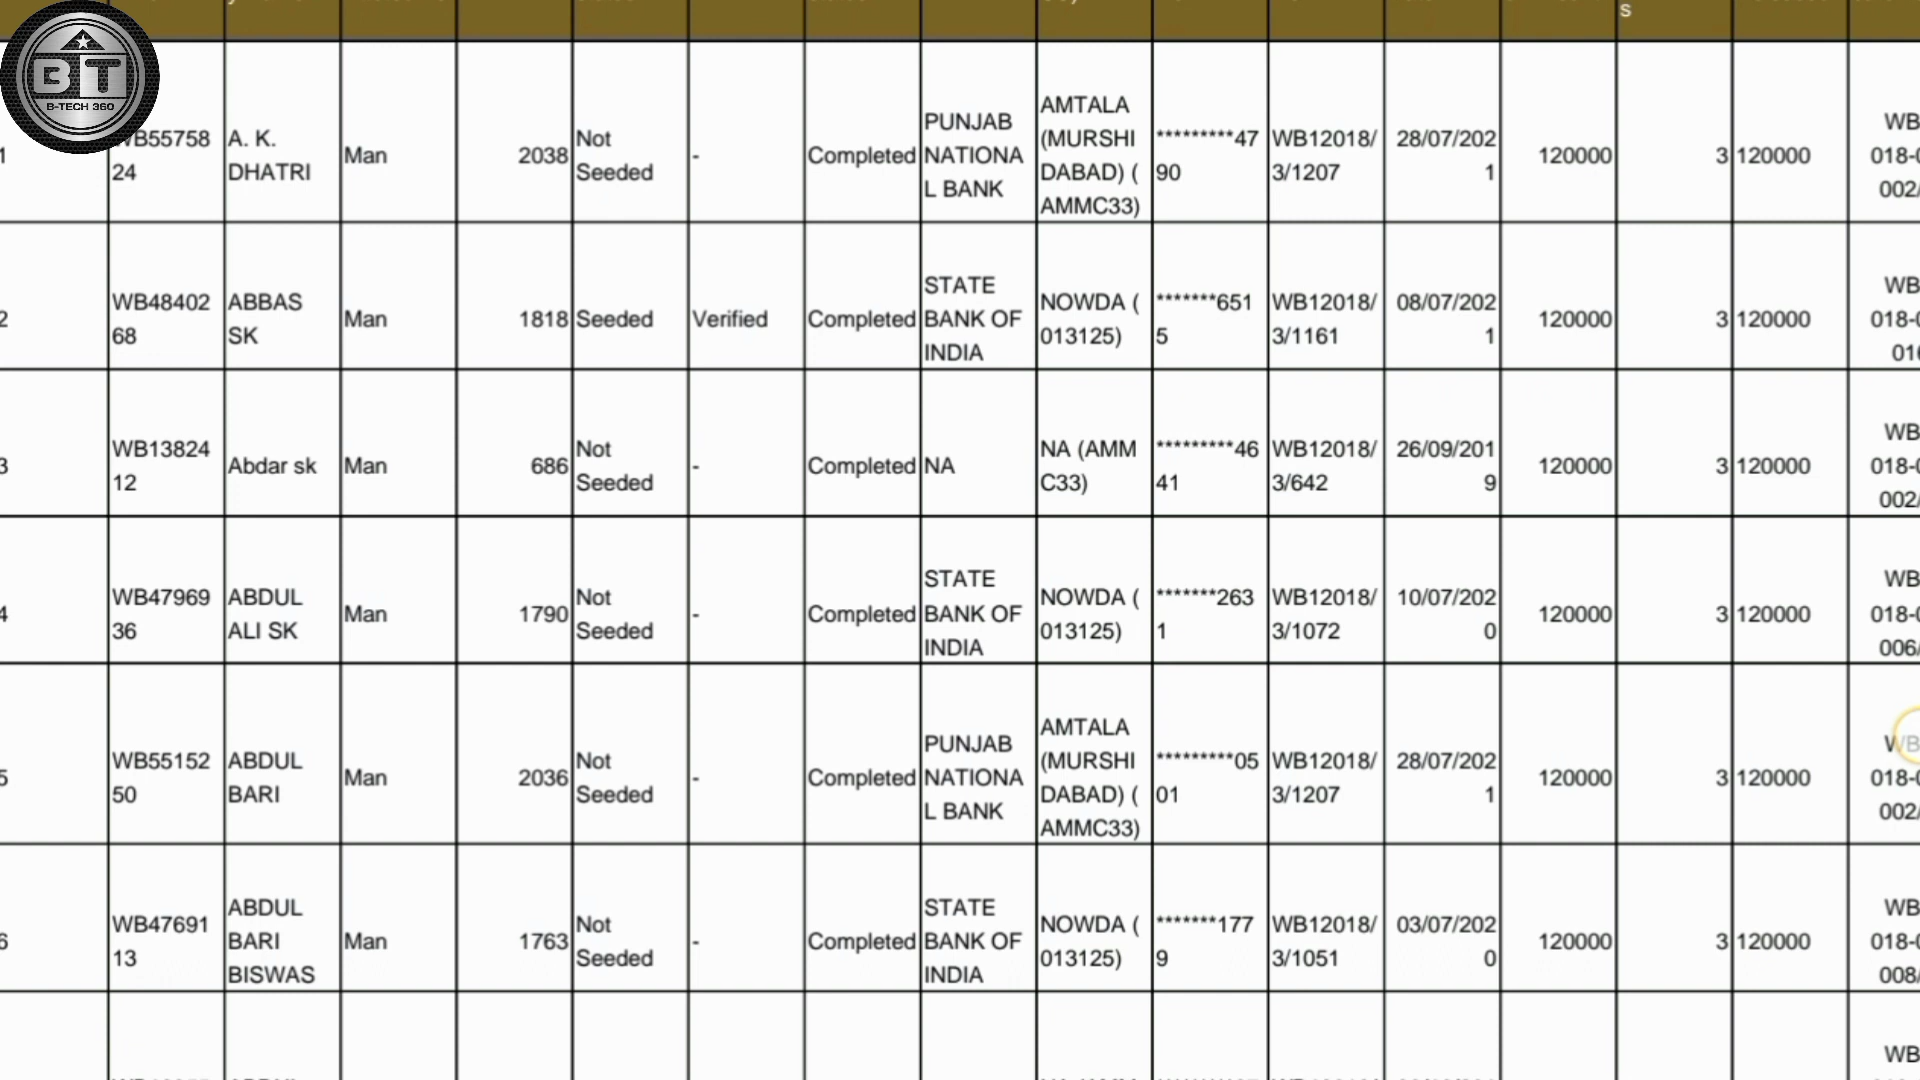 s
BT
B-TECH 360
1
WB55758
24
A. K.
DHATRI
Man
2038
Not
Seeded
-
Completed
PUNJAB
NATIONA
L BANK
AMTALA
(MURSHI
DABAD) (
AMMC33)
*********47
90
WB12018/
3/1207
28/07/202
1
120000
3
120000
WB
018-0
002/
2
WB48402
68
ABBAS
SK
Man
1818
Seeded
Verified
Completed
STATE
BANK OF
INDIA
NOWDA (
013125)
*******651
5
WB12018/
3/1161
08/07/202
1
120000
3
120000
WB
018-0
016
3
WB13824
12
Abdar sk
Man
686
Not
Seeded
-
Completed
NA
NA (AMM
C33)
*********46
41
WB12018/
3/642
26/09/201
9
120000
3
120000
WB
018-0
002/
4
WB47969
36
ABDUL
ALI SK
Man
1790
Not
Seeded
-
Completed
STATE
BANK OF
INDIA
NOWDA (
013125)
*******263
1
WB12018/
3/1072
10/07/202
0
120000
3
120000
WB
018-0
006/
5
WB55152
50
ABDUL
BARI
Man
2036
Not
Seeded
-
Completed
PUNJAB
NATIONA
L BANK
AMTALA
(MURSHI
DABAD) (
AMMC33)
*********05
01
WB12018/
3/1207
28/07/202
1
120000
3
120000
WB
018-0
002/
6
WB47691
13
ABDUL
BARI
BISWAS
Man
1763
Not
Seeded
-
Completed
STATE
BANK OF
INDIA
NOWDA (
013125)
*******177
9
WB12018/
3/1051
03/07/202
0
120000
3
120000
WB
018-0
008/
WB